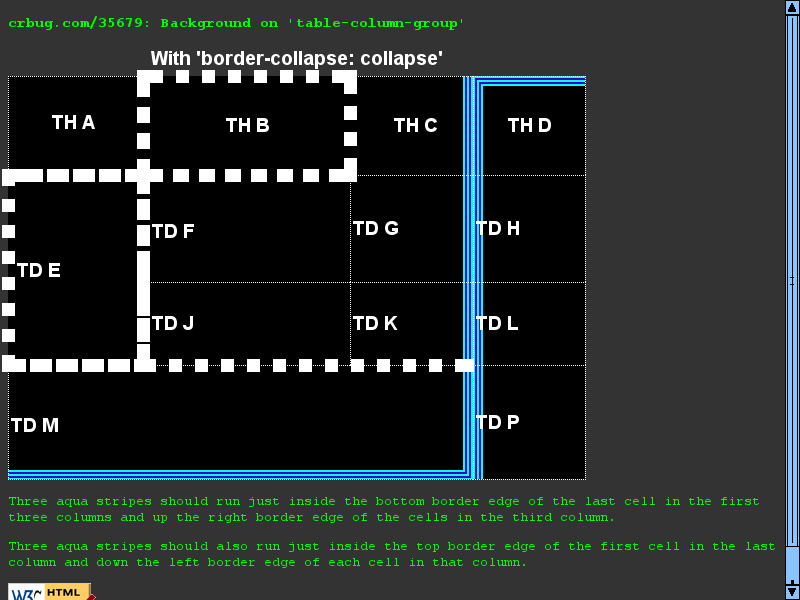 crbug.com/35679: Background on 'table-column-group'
With 'border-collapse: collapse'
TH A
TH B
TH C
TH D
TD E
TD F
TD G
TD H
TD J
TD K
TD L
TD M
TD P
Three aqua stripes should run just inside the bottom border edge of the last cell in the first
three columns and up the right border edge of the cells in the third column.
Three aqua stripes should also run just inside the top border edge of the first cell in the last
column and down the left border edge of each cell in that column.
W3C HTML